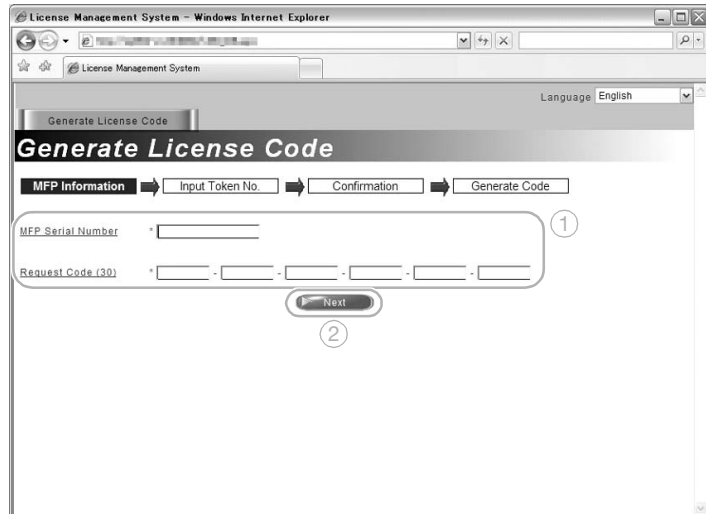 License Management System - Windows Internet Explorer
License Management System
Language English
Generate License Code
Generate License Code
MFP Information Input Token No. Confirmation Generate Code
MFP Serial Number *
1
Request Code (30) * - - - - -
Next
2